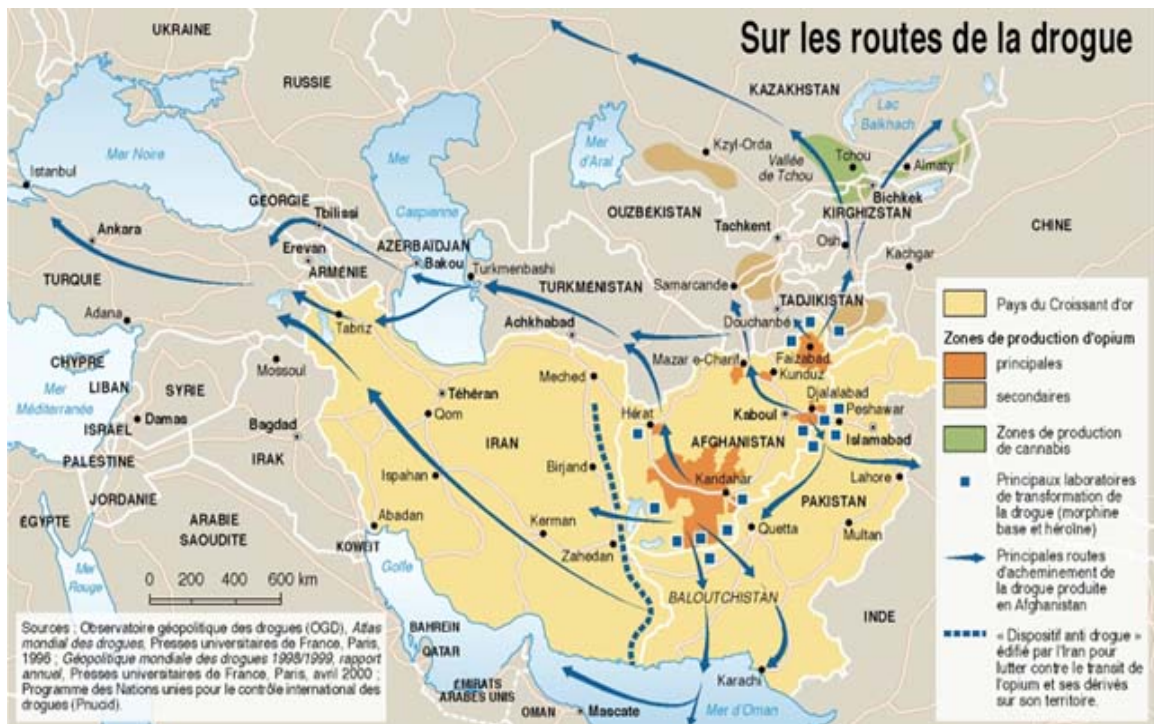 Sur les routes de la drogue
UKRAINE
RUSSIE
KAZAKHSTAN
Lac
Balkhach
Mer
d'Aral
Kzyl-Orda
Vallée
de Tchou
Tchou
Almaty
Bichkek
Mer Noire
Mer
Caspienne
Istanbul
GEORGIE
Tbilissi
OUZBÉKISTAN
KIRGHIZSTAN
CHINE
Tachkent
Osh
Kachgar
Ankara
Erevan
AZERBAÏDJAN
Bakou
ARMÉNIE
Turkmenbashi
TURQUIE
TURKMÉNISTAN
Samarcande
TADJIKISTAN
Douchanbé
Adana
Tabriz
Achkhabad
Mazar e-Charif
Faizabad
Kunduz
CHYPRE
Mossoul
Meched
Djalalabad
LIBAN
SYRIE
Téhéran
Hérat
Kaboul
Peshawar
Mer
Méditerranée
Damas
Qom
Islamabad
ISRAEL
Bagdad
IRAN
AFGHANISTAN
PALESTINE
IRAK
Birjand
Ispahan
Kandahar
Lahore
JORDANIE
PAKISTAN
ÉGYPTE
ARABIE
SAOUDITE
Abadan
Kerman
Quetta
Multan
KOWEIT
Zahedan
Mer
Rouge
Golfe
BALOUTCHISTAN
INDE
BAHREIN
QATAR
Karachi
ÉMIRATS
ARABES UNIS
OMAN
Mascate
Mer d'Oman
0 200 400 600 km
Sources : Observatoire géopolitique des drogues (OGD), Atlas
mondial des drogues, Presses universitaires de France, Paris,
1996 ; Géopolitique mondiale des drogues 1998/1999, rapport
annuel, Presses universitaires de France, Paris, avril 2000 ;
Programme des Nations unies pour le contrôle international des
drogues (Pnucid).
Pays du Croissant d'or
Zones de production d'opium
principales
secondaires
Zones de production
de cannabis
Principaux laboratoires
de transformation de
la drogue (morphine
base et héroïne)
Principales routes
d'acheminement de
la drogue produite
en Afghanistan
« Dispositif anti drogue »
édifié par l'Iran pour
lutter contre le transit de
l'opium et ses dérivés
sur son territoire.